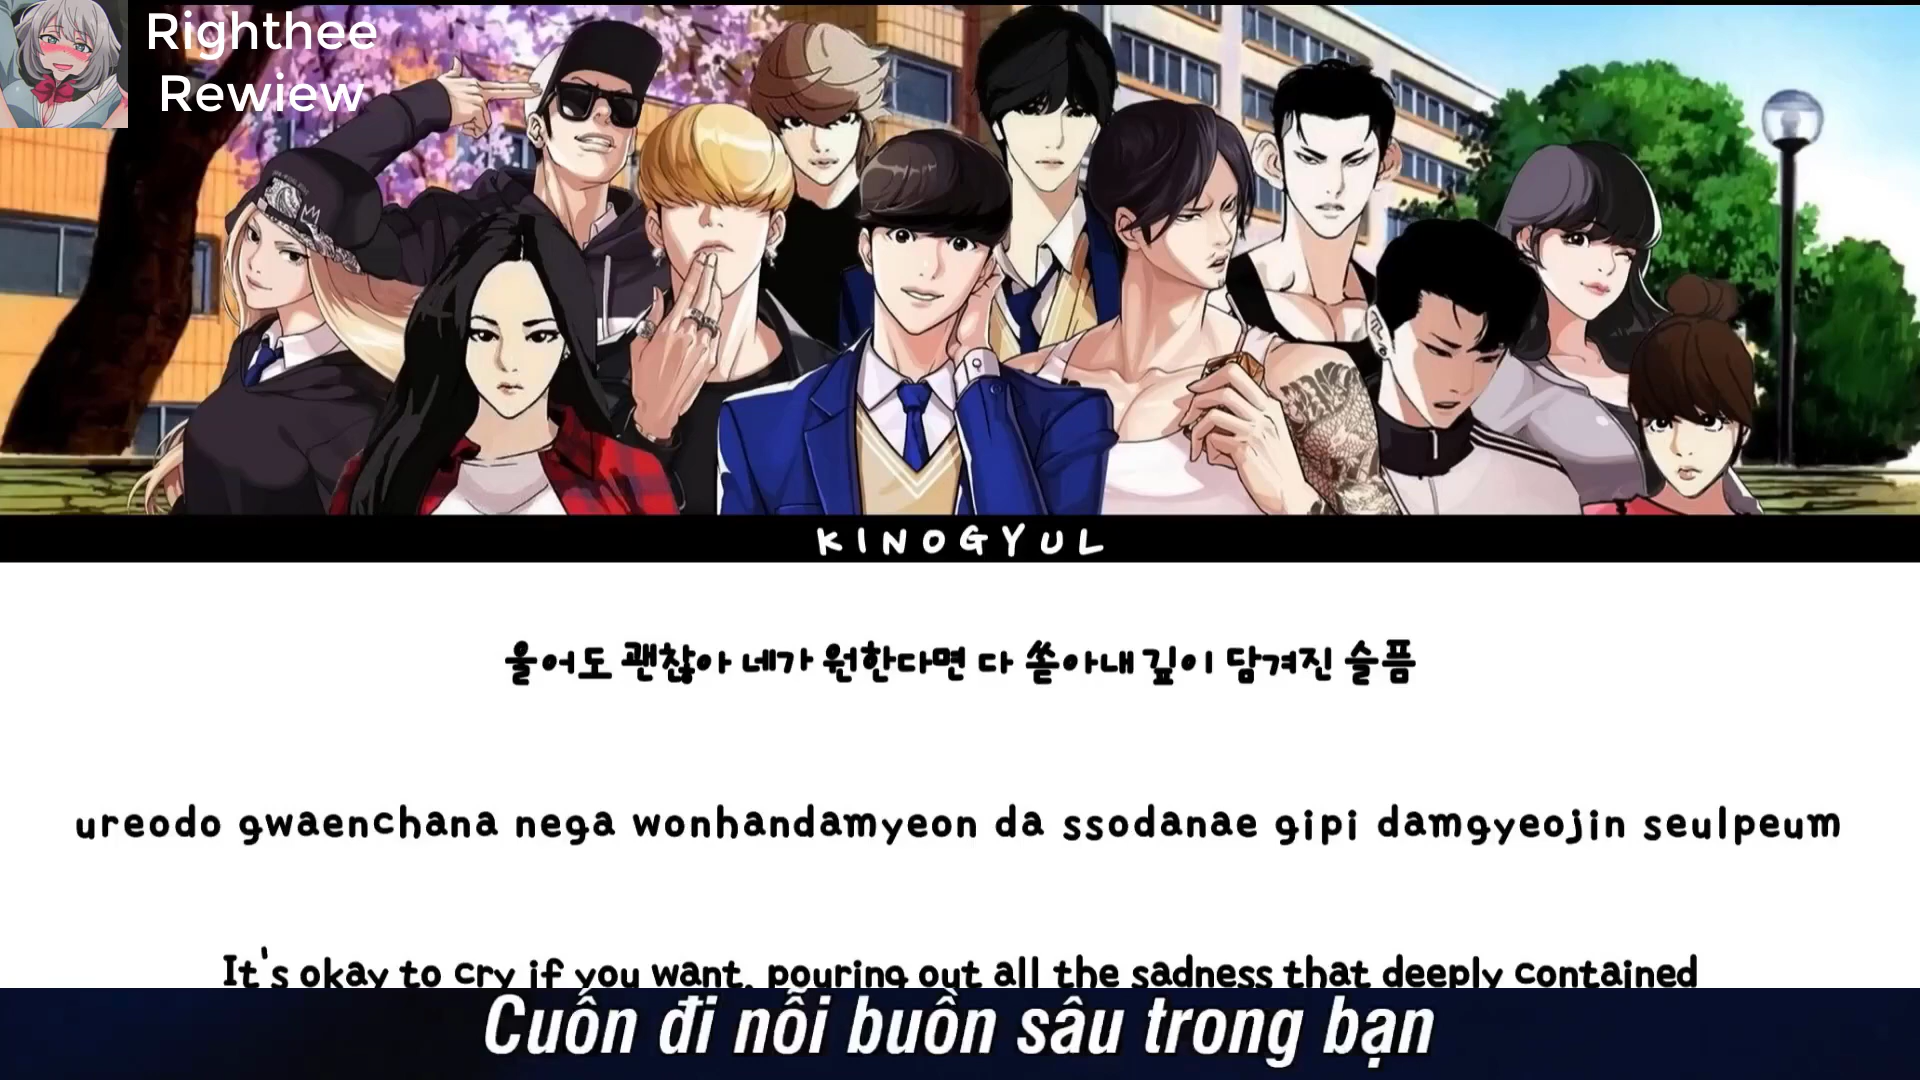 Righthee
Rewiew
KINOGYUL
울어도 괜찮아 네가 원한다면 다 쏟아내 깊이 담겨진 슬픔
ureodo gwaenchana nega wonhandamyeon da ssodanae gipi damgyeojin seulpeum
It's okay to cry if you want, pouring out all the sadness that deeply contained
Cuốn đi nỗi buồn sâu trong bạn